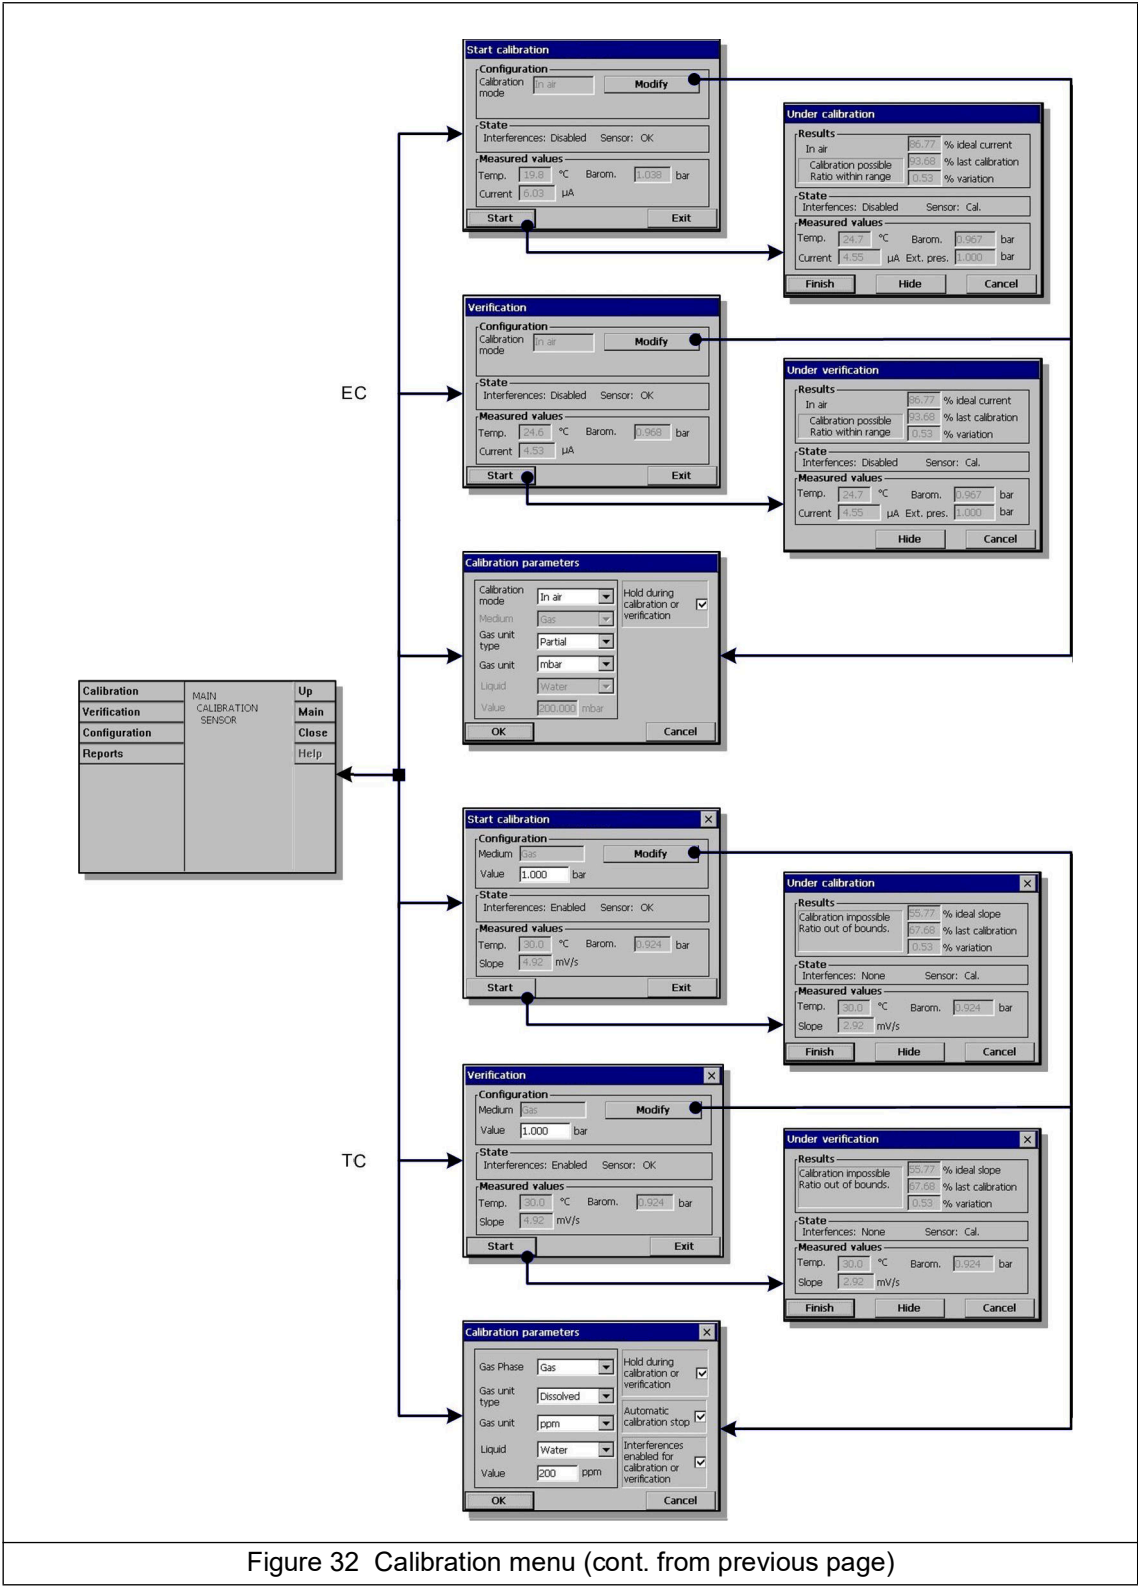 Start calibration
Configuration
Calibration mode In air Modify
State
Interferences: Disabled Sensor: OK
Measured values
Temp. 19.8 °C Barom. 1.038 bar
Current 6.03 µA
Start Exit
Under calibration
Results
In air 86.77 % ideal current
Calibration possible 93.68 % last calibration
Ratio within range 0.53 % variation
State
Interfences: Disabled Sensor: Cal.
Measured values
Temp. 24.7 °C Barom. 0.967 bar
Current 4.55 µA Ext. pres. 1.000 bar
Finish Hide Cancel
EC
Verification
Configuration
Calibration mode In air Modify
State
Interferences: Disabled Sensor: OK
Measured values
Temp. 24.6 °C Barom. 0.968 bar
Current 4.53 µA
Start Exit
Under verification
Results
In air 86.77 % ideal current
Calibration possible 93.68 % last calibration
Ratio within range 0.53 % variation
State
Interfences: Disabled Sensor: Cal.
Measured values
Temp. 24.7 °C Barom. 0.967 bar
Current 4.55 µA Ext. pres. 1.000 bar
Hide Cancel
Calibration parameters
Calibration mode In air
Medium Gas
Gas unit type Partial
Gas unit mbar
Liquid Water
Value 200.000 mbar
Hold during
calibration or
verification
OK Cancel
Calibration
Verification
Configuration
Reports
MAIN
CALIBRATION
SENSOR
Up
Main
Close
Help
Start calibration
Configuration
Medium Gas Modify
Value 1.000 bar
State
Interferences: Enabled Sensor: OK
Measured values
Temp. 30.0 °C Barom. 0.924 bar
Slope 4.92 mV/s
Start Exit
Under calibration
Results
Calibration impossible 55.77 % ideal slope
Ratio out of bounds. 67.68 % last calibration
0.53 % variation
State
Interfences: None Sensor: Cal.
Measured values
Temp. 30.0 °C Barom. 0.924 bar
Slope 2.92 mV/s
Finish Hide Cancel
TC
Verification
Configuration
Medium Gas Modify
Value 1.000 bar
State
Interferences: Enabled Sensor: OK
Measured values
Temp. 30.0 °C Barom. 0.924 bar
Slope 4.92 mV/s
Start Exit
Under verification
Results
Calibration impossible 55.77 % ideal slope
Ratio out of bounds. 67.68 % last calibration
0.53 % variation
State
Interfences: None Sensor: Cal.
Measured values
Temp. 30.0 °C Barom. 0.924 bar
Slope 2.92 mV/s
Finish Hide Cancel
Calibration parameters
Gas Phase Gas
Gas unit type Dissolved
Gas unit ppm
Liquid Water
Value 200 ppm
Hold during
calibration or
verification
Automatic
calibration stop
Interferences
enabled for
calibration or
verification
OK Cancel
Figure 32 Calibration menu (cont. from previous page)